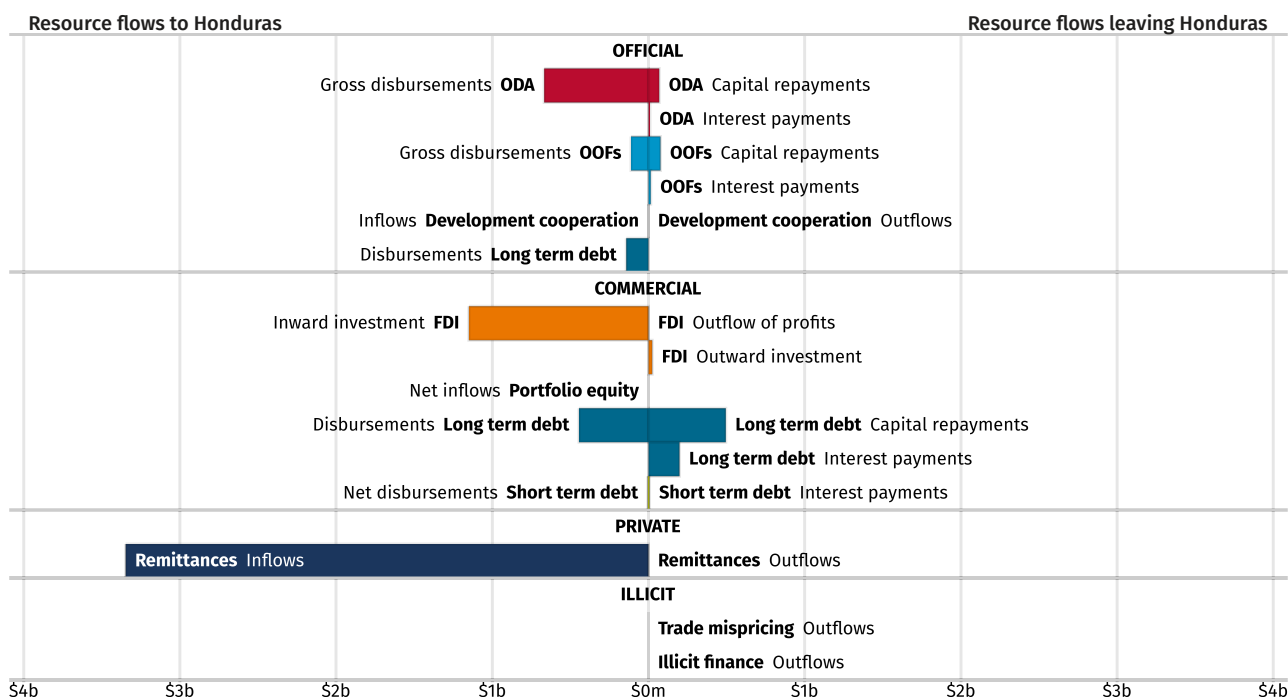 Resource flows to Honduras Resource flows leaving Honduras
OFFICIAL
Gross disbursements ODA ODA Capital repayments
ODA Interest payments
Gross disbursements OOFs OOFs Capital repayments
OOFs Interest payments
Inflows Development cooperation Development cooperation Outflows
Disbursements Long term debt
COMMERCIAL
Inward investment FDI FDI Outflow of profits
FDI Outward investment
Net inflows Portfolio equity
Disbursements Long term debt Long term debt Capital repayments
Long term debt Interest payments
Net disbursements Short term debt Short term debt Interest payments
PRIVATE
Remittances Inflows Remittances Outflows
ILLICIT
Trade mispricing Outflows
Illicit finance Outflows
$4b $3b $2b $1b $0m $1b $2b $3b $4b